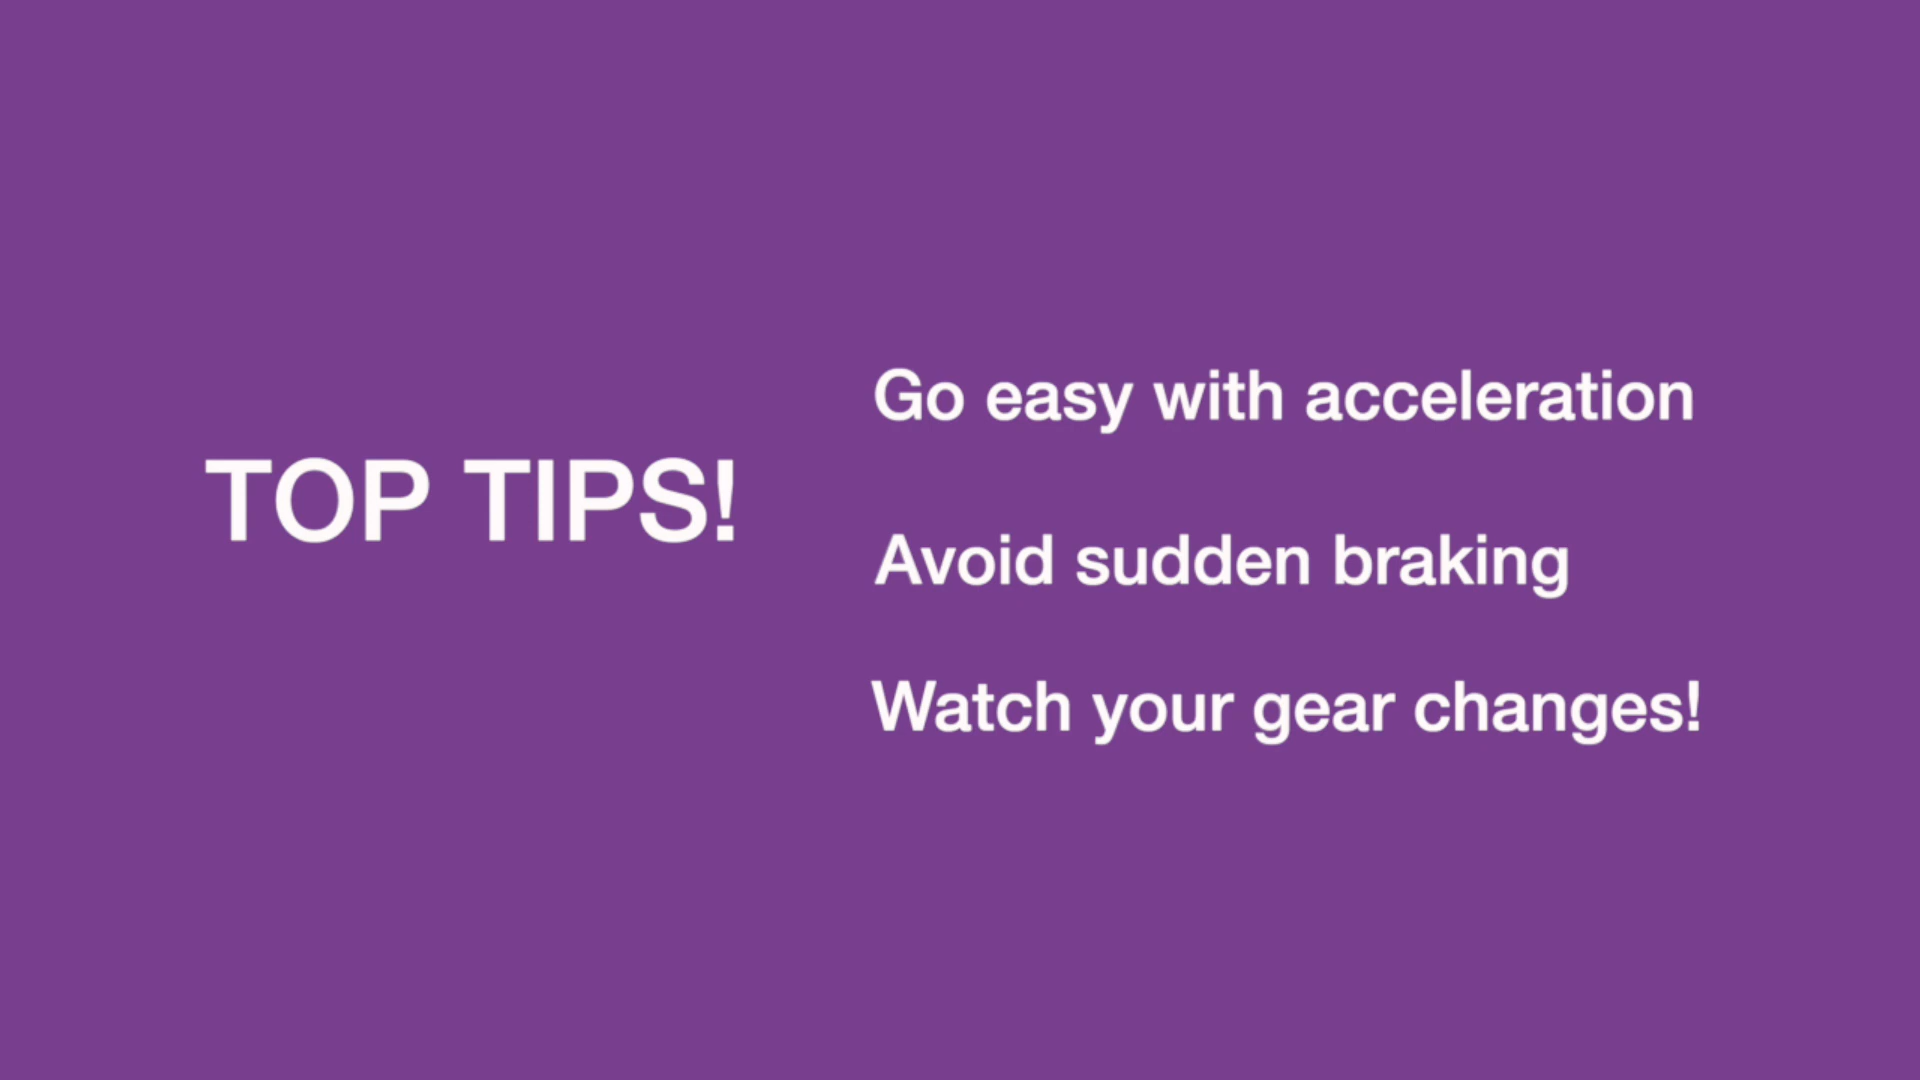 TOP TIPS!
Go easy with acceleration
Avoid sudden braking
Watch your gear changes!